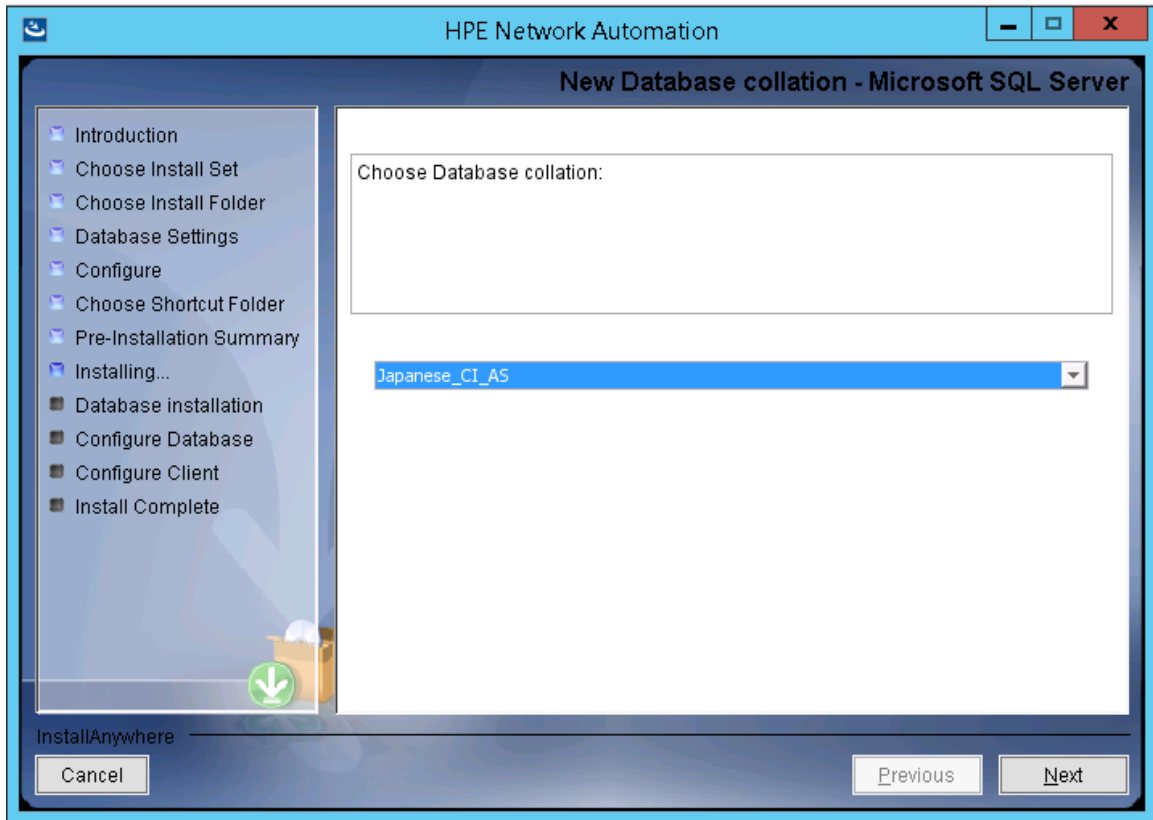 HPE Network Automation
New Database collation - Microsoft SQL Server
Introduction
Choose Install Set
Choose Install Folder
Database Settings
Configure
Choose Shortcut Folder
Pre-Installation Summary
Installing...
Database installation
Configure Database
Configure Client
Install Complete
Choose Database collation:
Japanese_CI_AS
InstallAnywhere
Cancel
Previous
Next